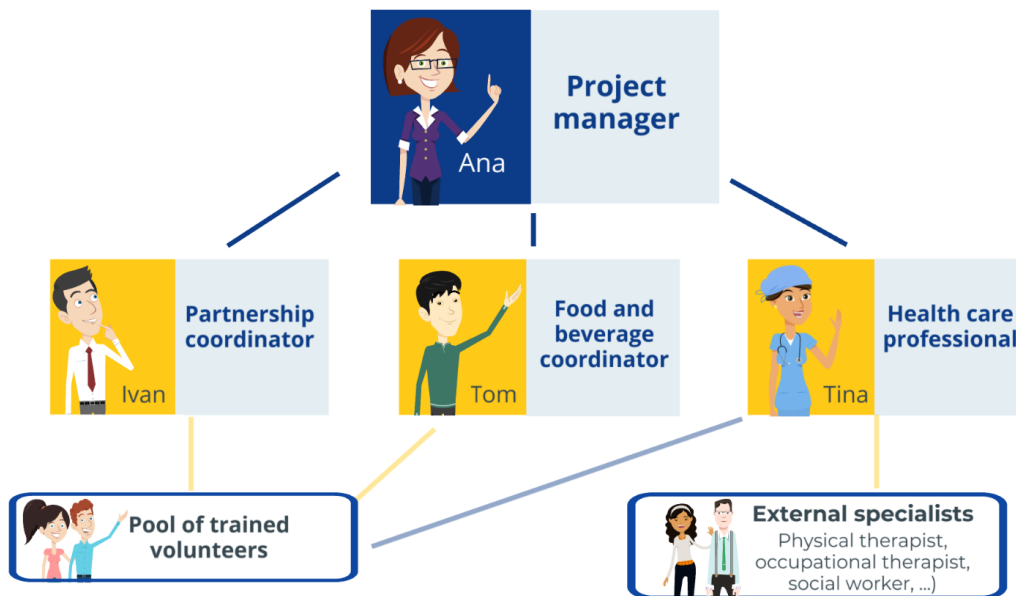 Project
manager
Ana
Partnership
coordinator
Ivan
Food and
beverage
coordinator
Tom
Health care
professional
Tina
Pool of trained
volunteers
External specialists
Physical therapist,
occupational therapist,
social worker, ...)